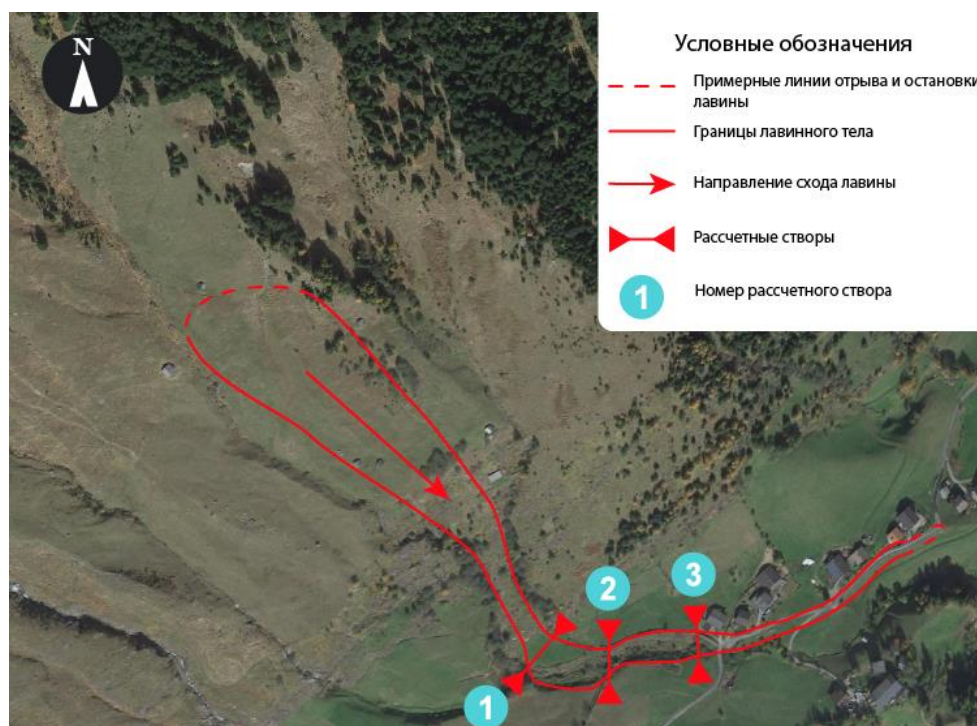 N
Условные обозначения
Примерные линии отрыва и остановки
лавины
Границы лавинного тела
Направление схода лавины
Рассчетные створы
1
Номер рассчетного створа
2
3
1